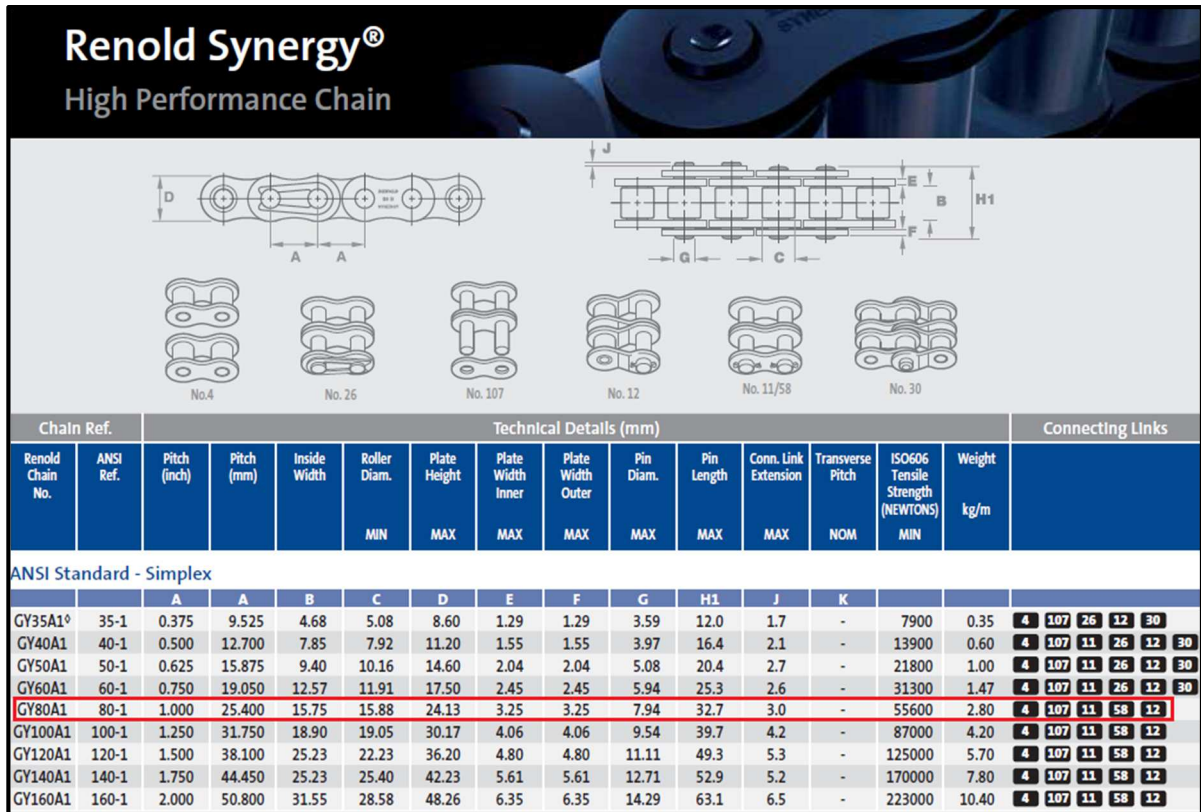 Renold Synergy®
High Performance Chain
J
D
E
B
H1
F
A A
G C
No.4 No. 26 No. 107 No. 12 No. 11/58 No. 30
Chain Ref. Technical Details (mm) Connecting Links
Renold Chain No. ANSI Ref. Pitch (inch) Pitch (mm) Inside Width Roller Diam. MIN Plate Height MAX Plate Width Inner MAX Plate Width Outer MAX Pin Diam. MAX Pin Length MAX Conn. Link Extension MAX Transverse Pitch NOM ISO606 Tensile Strength (NEWTONS) MIN Weight kg/m
ANSI Standard - Simplex
A A B C D E F G H1 J K
GY35A1◊ 35-1 0.375 9.525 4.68 5.08 8.60 1.29 1.29 3.59 12.0 1.7 - 7900 0.35 4 107 26 12 30
GY40A1 40-1 0.500 12.700 7.85 7.92 11.20 1.55 1.55 3.97 16.4 2.1 - 13900 0.60 4 107 11 26 12 30
GY50A1 50-1 0.625 15.875 9.40 10.16 14.60 2.04 2.04 5.08 20.4 2.7 - 21800 1.00 4 107 11 26 12 30
GY60A1 60-1 0.750 19.050 12.57 11.91 17.50 2.45 2.45 5.94 25.3 2.6 - 31300 1.47 4 107 11 26 12 30
GY80A1 80-1 1.000 25.400 15.75 15.88 24.13 3.25 3.25 7.94 32.7 3.0 - 55600 2.80 4 107 11 58 12
GY100A1 100-1 1.250 31.750 18.90 19.05 30.17 4.06 4.06 9.54 39.7 4.2 - 87000 4.20 4 107 11 58 12
GY120A1 120-1 1.500 38.100 25.23 22.23 36.20 4.80 4.80 11.11 49.3 5.3 - 125000 5.70 4 107 11 58 12
GY140A1 140-1 1.750 44.450 25.23 25.40 42.23 5.61 5.61 12.71 52.9 5.2 - 170000 7.80 4 107 11 58 12
GY160A1 160-1 2.000 50.800 31.55 28.58 48.26 6.35 6.35 14.29 63.1 6.5 - 223000 10.40 4 107 11 58 12